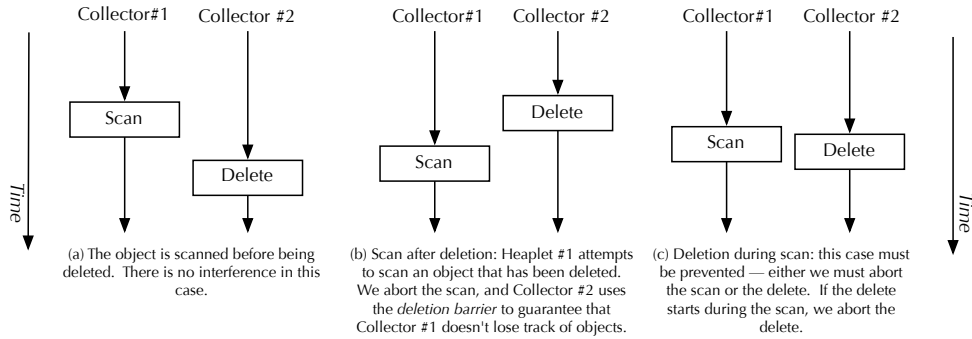 Collector#1 Collector #2
Scan
Delete
Time
(a) The object is scanned before being
deleted. There is no interference in this
case.
Collector#1 Collector #2
Delete
Scan
(b) Scan after deletion: Heaplet #1 attempts
to scan an object that has been deleted.
We abort the scan, and Collector #2 uses
the deletion barrier to guarantee that
Collector #1 doesn't lose track of objects.
Collector#1 Collector #2
Scan
Delete
Time
(c) Deletion during scan: this case must
be prevented — either we must abort
the scan or the delete. If the delete
starts during the scan, we abort the
delete.